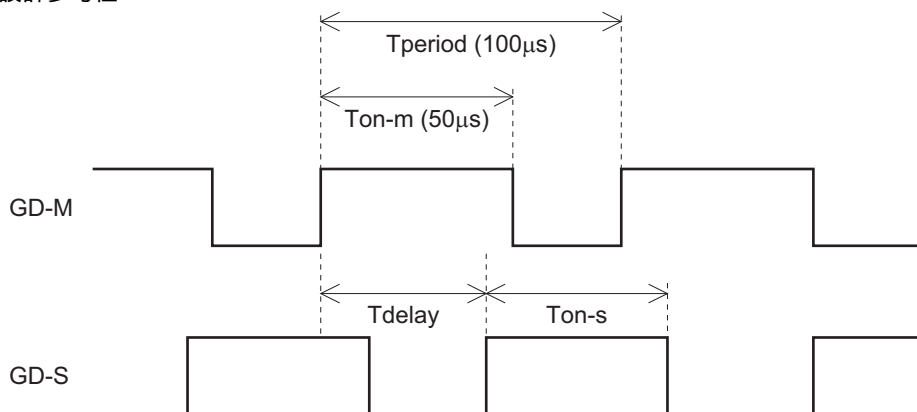 Tperiod (100μs)
Ton-m (50μs)
GD-M
Tdelay
Ton-s
GD-S